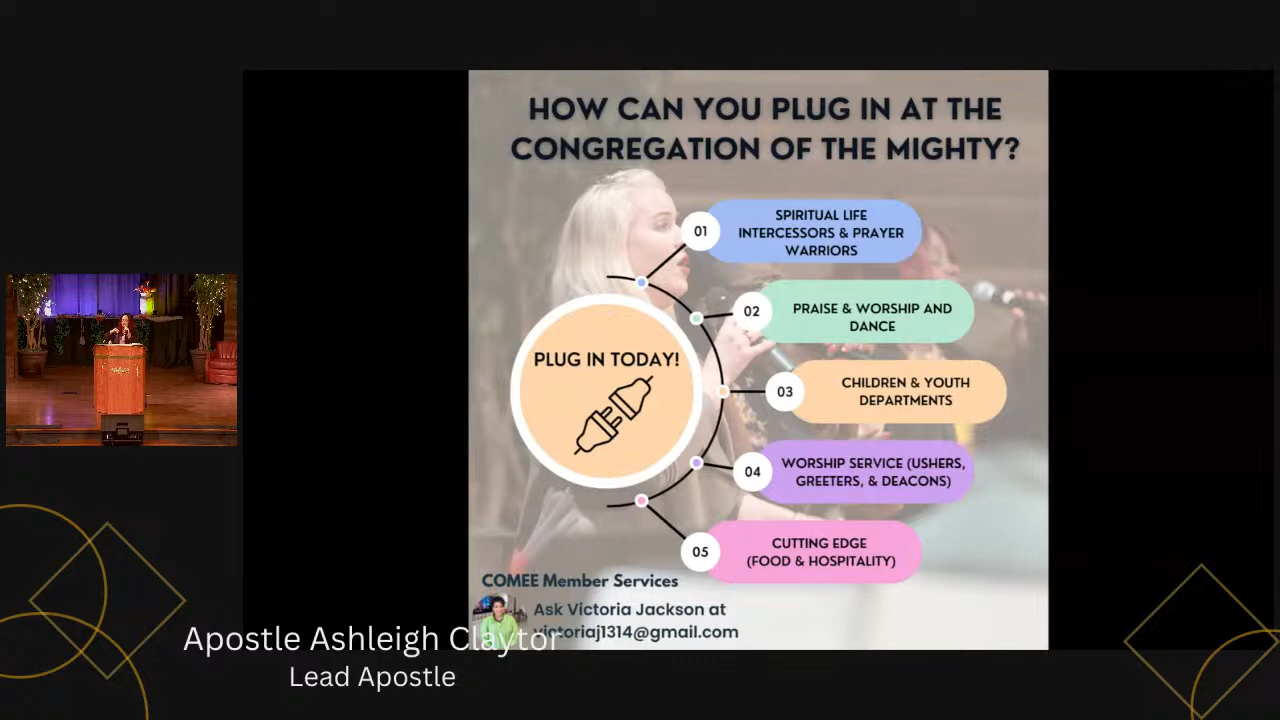 HOW CAN YOU PLUG IN AT THE
CONGREGATION OF THE MIGHTY?
01
SPIRITUAL LIFE
INTERCESSORS & PRAYER
WARRIORS
02
PRAISE & WORSHIP AND
DANCE
PLUG IN TODAY!
03
CHILDREN & YOUTH
DEPARTMENTS
04
WORSHIP SERVICE (USHERS,
GREETERS, & DEACONS)
05
CUTTING EDGE
(FOOD & HOSPITALITY)
COMEE Member Services
Ask Victoria Jackson at
victoriaj1314@gmail.com
Apostle Ashleigh Claytor
Lead Apostle